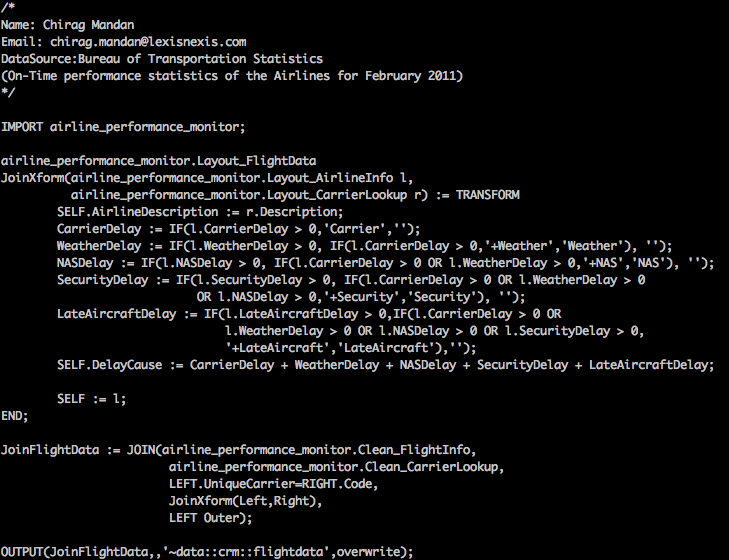 /*
Name: Chirag Mandan
Email: chirag.mandan@lexisnexis.com
DataSource:Bureau of Transportation Statistics
(On-Time performance statistics of the Airlines for February 2011)
*/

IMPORT airline_performance_monitor;

airline_performance_monitor.Layout_FlightData
JoinXform(airline_performance_monitor.Layout_AirlineInfo l,
          airline_performance_monitor.Layout_CarrierLookup r) := TRANSFORM
        SELF.AirlineDescription := r.Description;
        CarrierDelay := IF(l.CarrierDelay > 0,'Carrier','');
        WeatherDelay := IF(l.WeatherDelay > 0, IF(l.CarrierDelay > 0,'+Weather','Weather'), '');
        NASDelay := IF(l.NASDelay > 0, IF(l.CarrierDelay > 0 OR l.WeatherDelay > 0,'+NAS','NAS'), '');
        SecurityDelay := IF(l.SecurityDelay > 0, IF(l.CarrierDelay > 0 OR l.WeatherDelay > 0
                            OR l.NASDelay > 0,'+Security','Security'), '');
        LateAircraftDelay := IF(l.LateAircraftDelay > 0,IF(l.CarrierDelay > 0 OR
                                l.WeatherDelay > 0 OR l.NASDelay > 0 OR l.SecurityDelay > 0,
                                '+LateAircraft','LateAircraft'),'');
        SELF.DelayCause := CarrierDelay + WeatherDelay + NASDelay + SecurityDelay + LateAircraftDelay;

        SELF := l;
END;

JoinFlightData := JOIN(airline_performance_monitor.Clean_FlightInfo,
                        airline_performance_monitor.Clean_CarrierLookup,
                        LEFT.UniqueCarrier=RIGHT.Code,
                        JoinXform(Left,Right),
                        LEFT Outer);

OUTPUT(JoinFlightData,,'~data::crm::flightdata',overwrite);